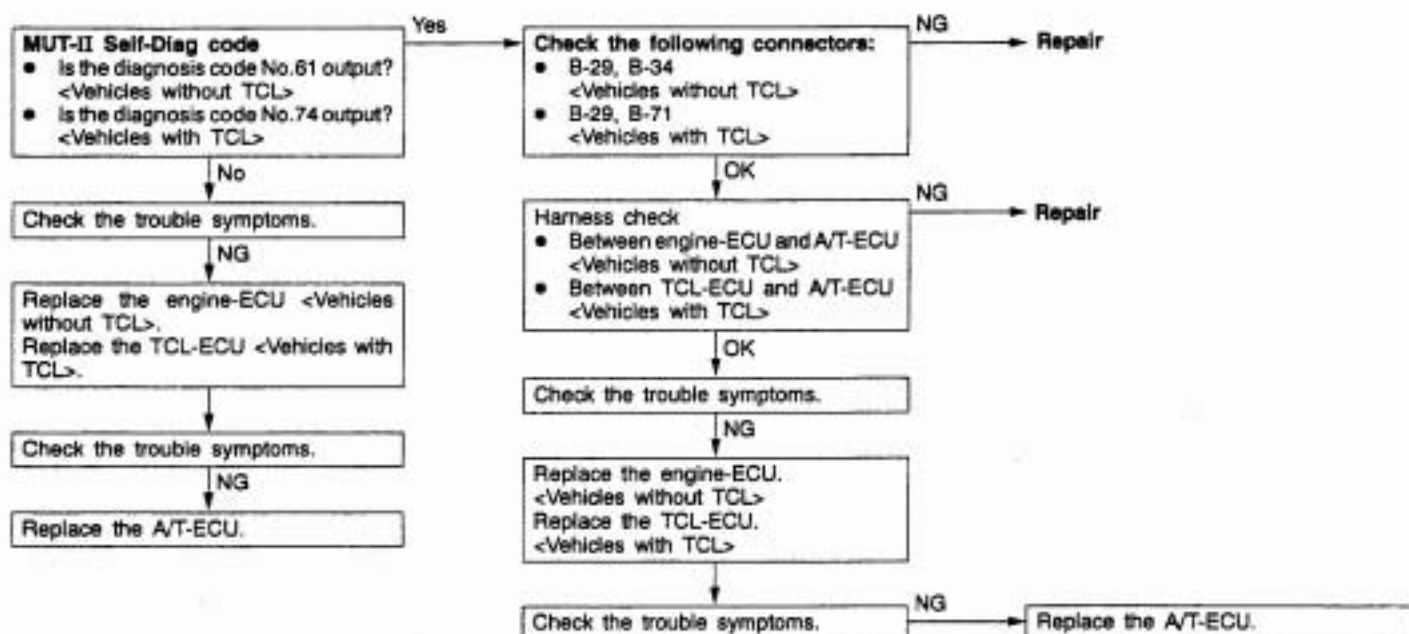 MUT-II Self-Diag code
● Is the diagnosis code No.61 output?
<Vehicles without TCL>
● Is the diagnosis code No.74 output?
<Vehicles with TCL>
Yes
No
Check the trouble symptoms.
NG
Replace the engine-ECU <Vehicles
without TCL>.
Replace the TCL-ECU <Vehicles with
TCL>.
Check the trouble symptoms.
NG
Replace the A/T-ECU.
Check the following connectors:
● B-29, B-34
<Vehicles without TCL>
● B-29, B-71
<Vehicles with TCL>
NG
Repair
OK
Harness check
● Between engine-ECU and A/T-ECU
<Vehicles without TCL>
● Between TCL-ECU and A/T-ECU
<Vehicles with TCL>
NG
Repair
OK
Check the trouble symptoms.
NG
Replace the engine-ECU.
<Vehicles without TCL>
Replace the TCL-ECU.
<Vehicles with TCL>
Check the trouble symptoms.
NG
Replace the A/T-ECU.